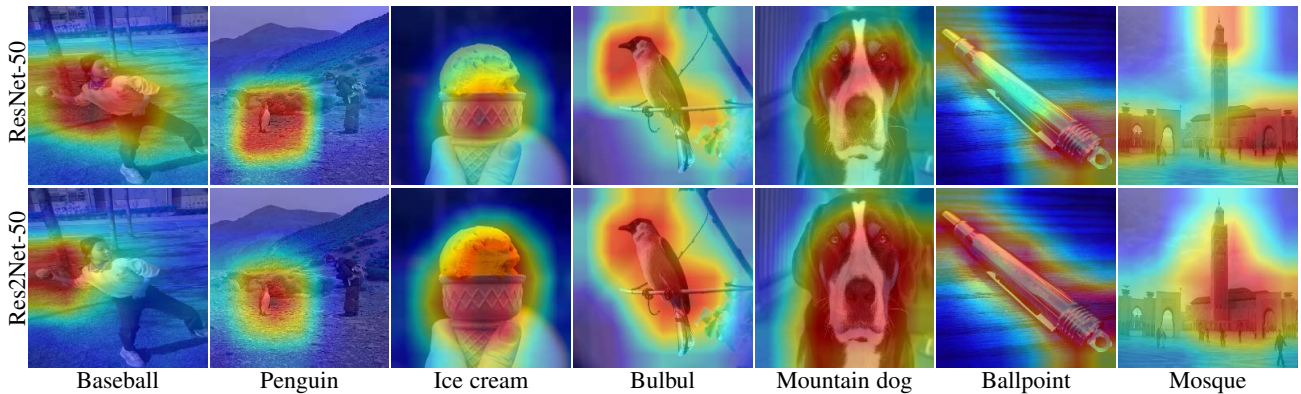 ResNet-50
Res2Net-50
Baseball Penguin Ice cream Bulbul Mountain dog Ballpoint Mosque